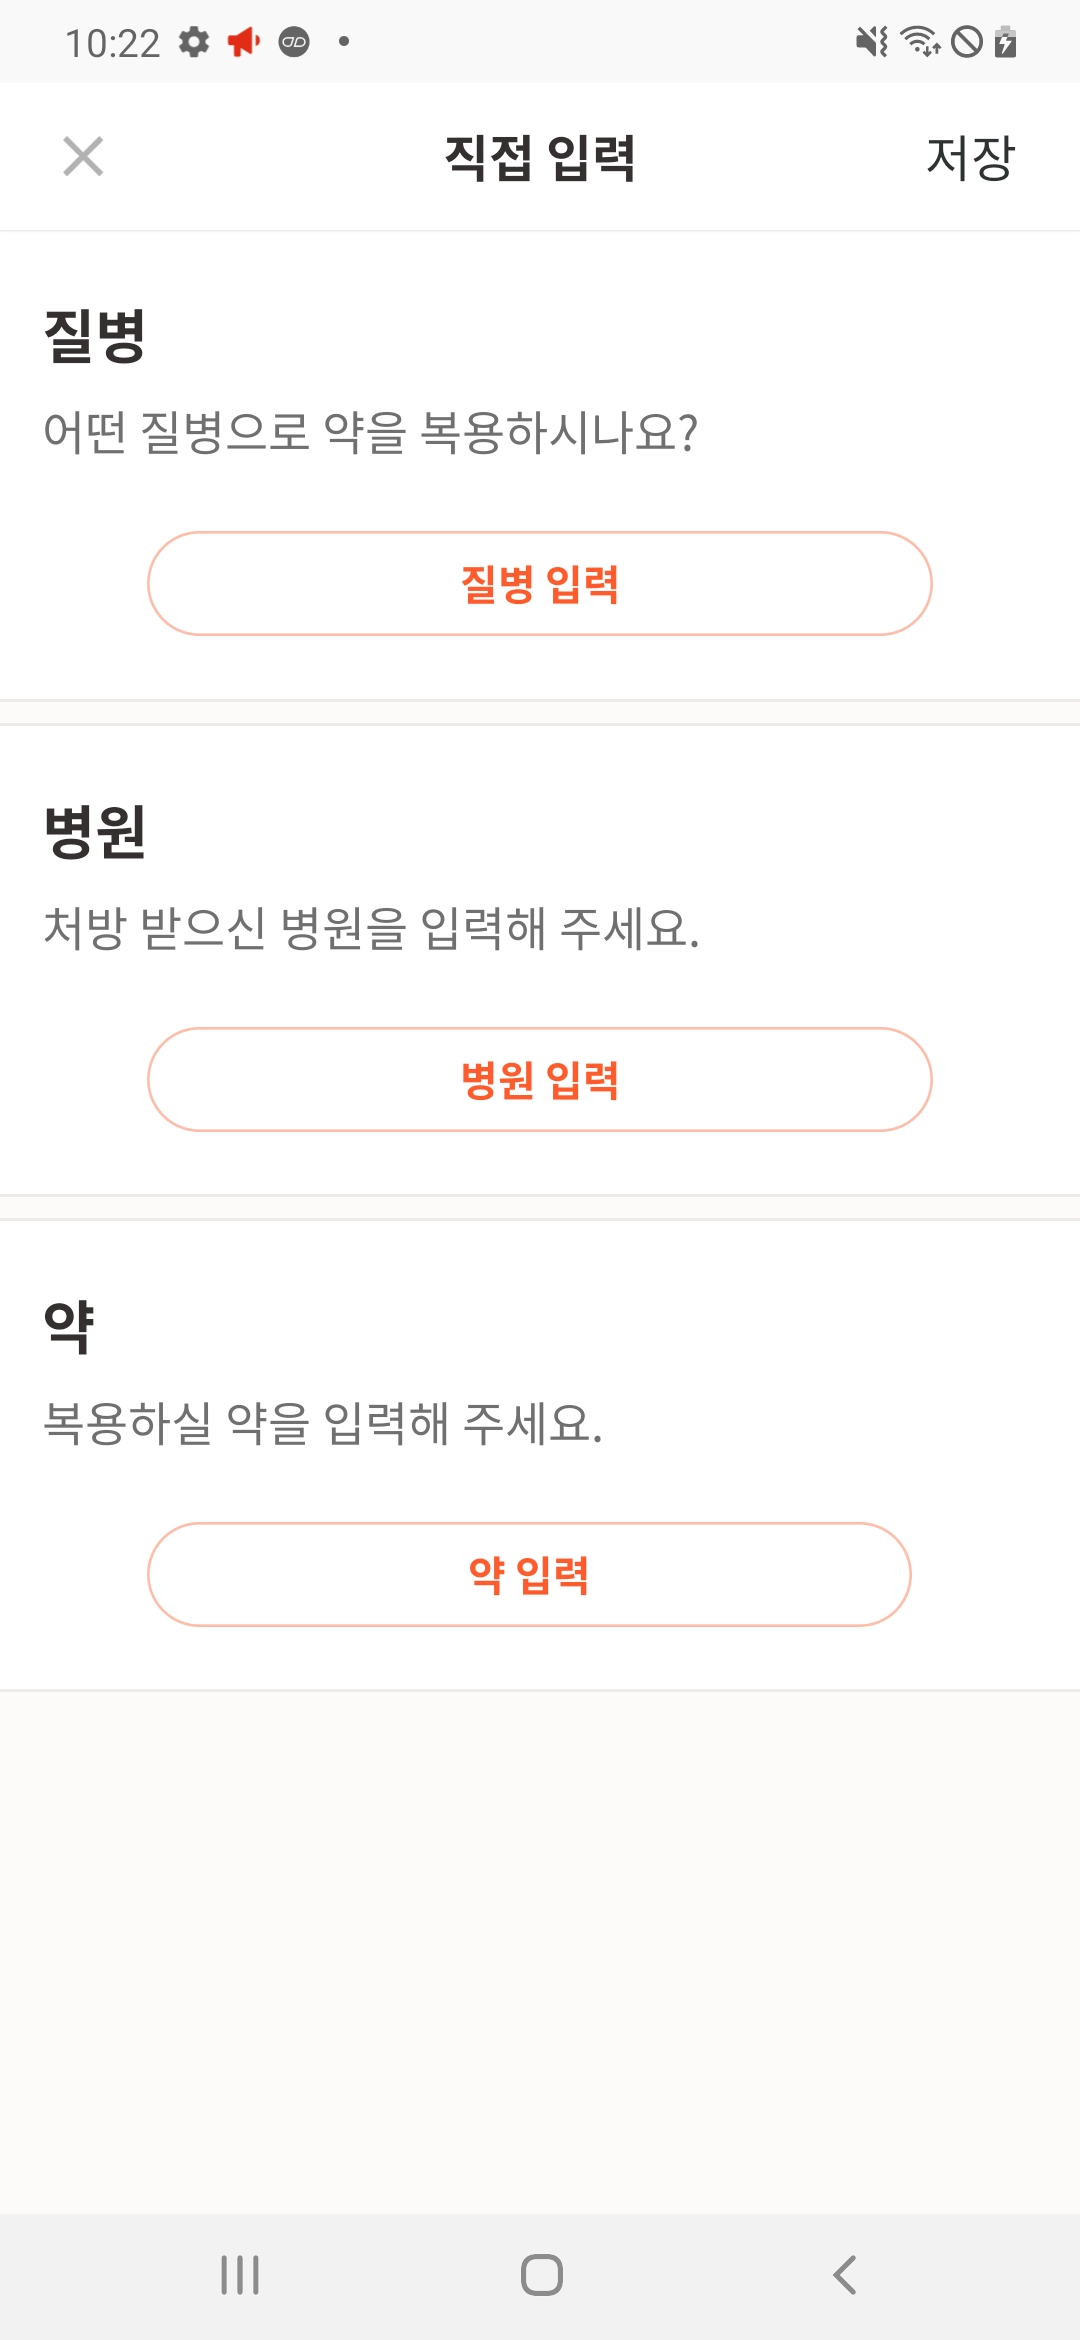 10:22
직접 입력
저장
질병
어떤 질병으로 약을 복용하시나요?
질병 입력
병원
처방 받으신 병원을 입력해 주세요.
병원 입력
약
복용하실 약을 입력해 주세요.
약 입력